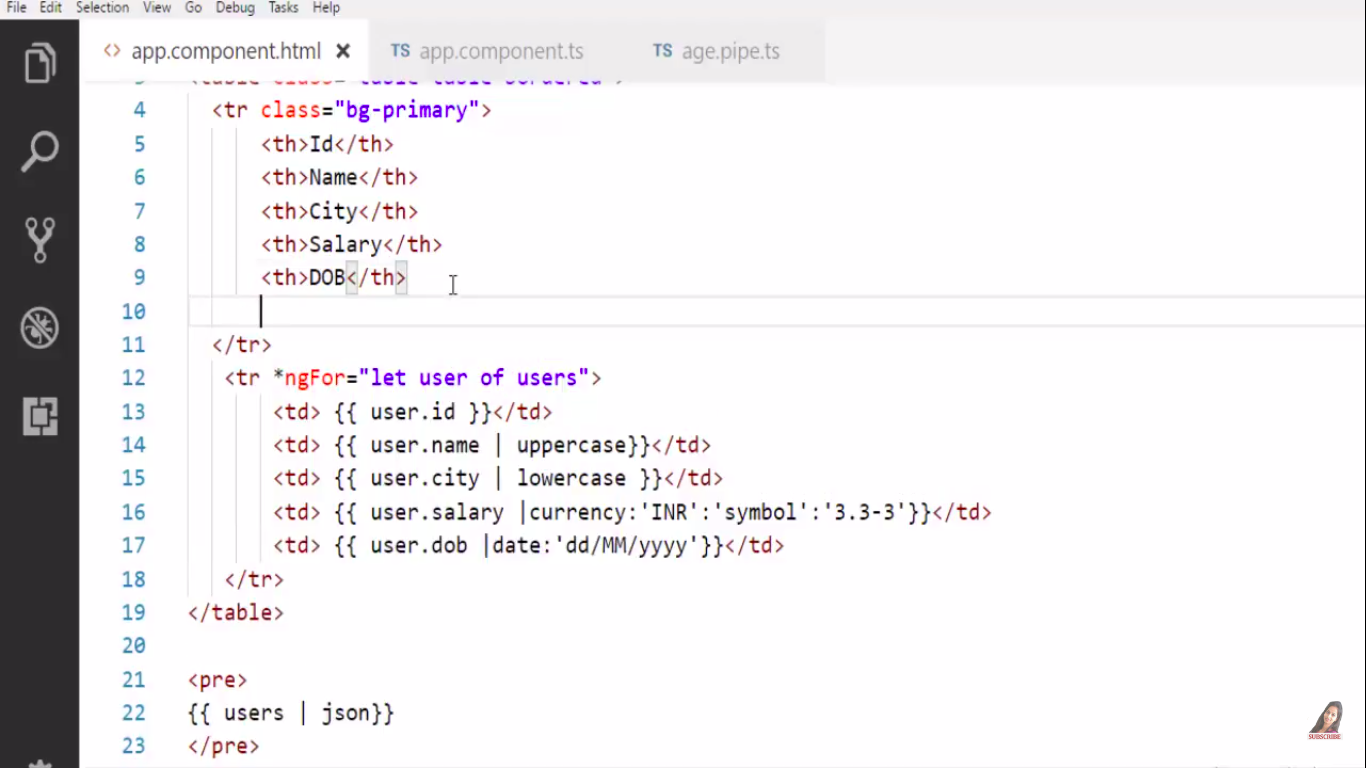 File Edit Selection View Go Debug Tasks Help
<> app.component.html × TS app.component.ts TS age.pipe.ts
4 <tr class="bg-primary">
5 <th>Id</th>
6 <th>Name</th>
7 <th>City</th>
8 <th>Salary</th>
9 <th>DOB</th>
10
11 </tr>
12 <tr *ngFor="let user of users">
13 <td> {{ user.id }}</td>
14 <td> {{ user.name | uppercase}}</td>
15 <td> {{ user.city | lowercase }}</td>
16 <td> {{ user.salary |currency:'INR':'symbol':'3.3-3'}}</td>
17 <td> {{ user.dob |date:'dd/MM/yyyy'}}</td>
18 </tr>
19 </table>
20
21 <pre>
22 {{ users | json}}
23 </pre>
SUBSCRIBE